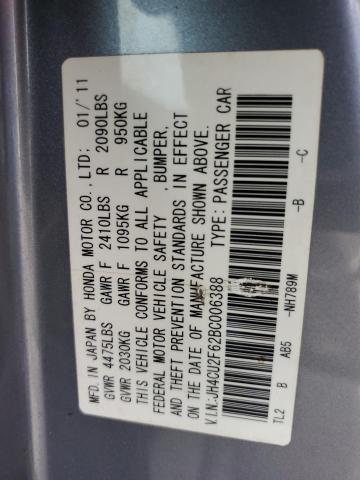 MFD. IN JAPAN BY HONDA MOTOR CO., LTD: 01/'11
GVWR 4475LBS GAWR F 2410LBS R 2090LBS
GVWR 2030KG GAWR F 1095KG R 950KG
THIS VEHICLE CONFORMS TO ALL APPLICABLE
FEDERAL MOTOR VEHICLE SAFETY , BUMPER,
AND THEFT PREVENTION STANDARDS IN EFFECT
ON THE DATE OF MANUFACTURE SHOWN ABOVE.
V.I.N.:JH4CU2F62BC006388 TYPE: PASSENGER CAR
-NH789M -B -C
TL2 B AB5